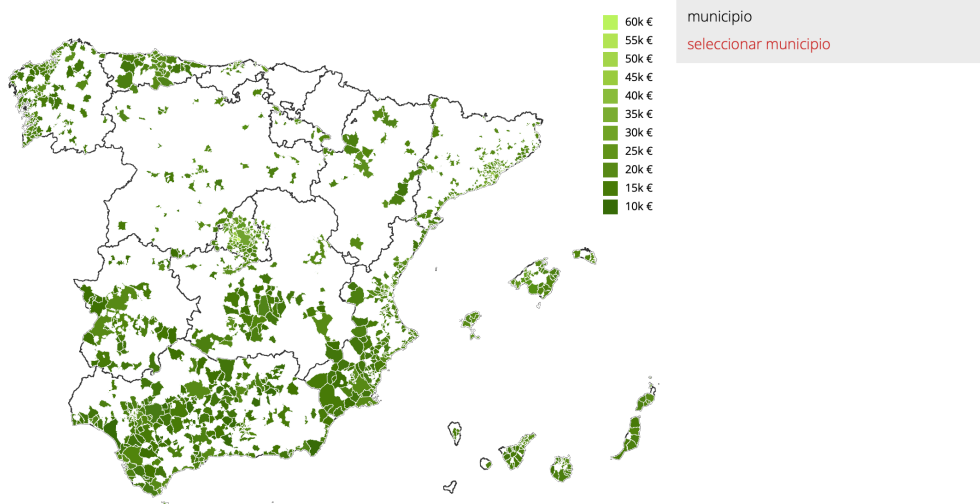 60k €
55k €
50k €
45k €
40k €
35k €
30k €
25k €
20k €
15k €
10k €
municipio
seleccionar municipio